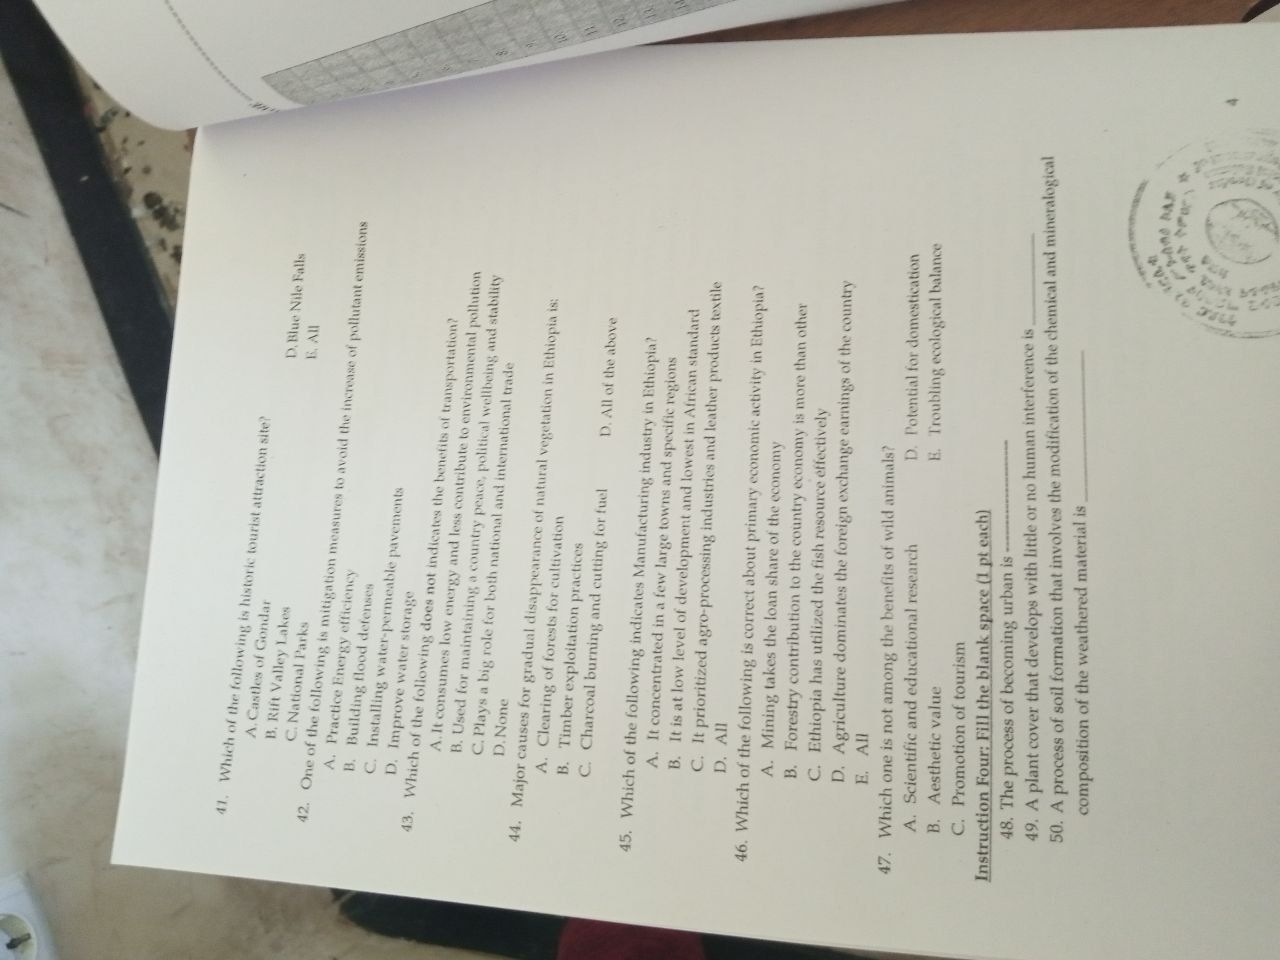 41. Which of the following is historic tourist attraction site?
A. Castles of Gondar
B. Rift Valley Lakes
C. National Parks
D. Blue Nile Falls
E. All
42. One of the following is mitigation measures to avoid the increase of pollutant emissions
A. Practice Energy efficiency
B. Building flood defenses
C. Installing water-permeable pavements
D. Improve water storage
43. Which of the following does not indicates the benefits of transportation?
A.It consumes low energy and less contribute to environmental pollution
B. Used for maintaining a country peace, political wellbeing and stability
C. Plays a big role for both national and international trade
D.None
44. Major causes for gradual disappearance of natural vegetation in Ethiopia is:
A. Clearing of forests for cultivation
B. Timber exploitation practices
C. Charcoal burning and cutting for fuel
D. All of the above
45. Which of the following indicates Manufacturing industry in Ethiopia?
A. It concentrated in a few large towns and specific regions
B. It is at low level of development and lowest in African standard
C. It prioritized agro-processing industries and leather products textile
D. All
46. Which of the following is correct about primary economic activity in Ethiopia?
A. Mining takes the loan share of the economy
B. Forestry contribution to the country economy is more than other
C. Ethiopia has utilized the fish resource effectively
D. Agriculture dominates the foreign exchange earnings of the country
E. All
47. Which one is not among the benefits of wild animals?
A. Scientific and educational research
B. Aesthetic value
C. Promotion of tourism
D. Potential for domestication
E. Troubling ecological balance
Instruction Four: Fill the blank space (1 pt each)
48. The process of becoming urban is --------------
49. A plant cover that develops with little or no human interference is __________
50. A process of soil formation that involves the modification of the chemical and mineralogical
composition of the weathered material is ______________
4